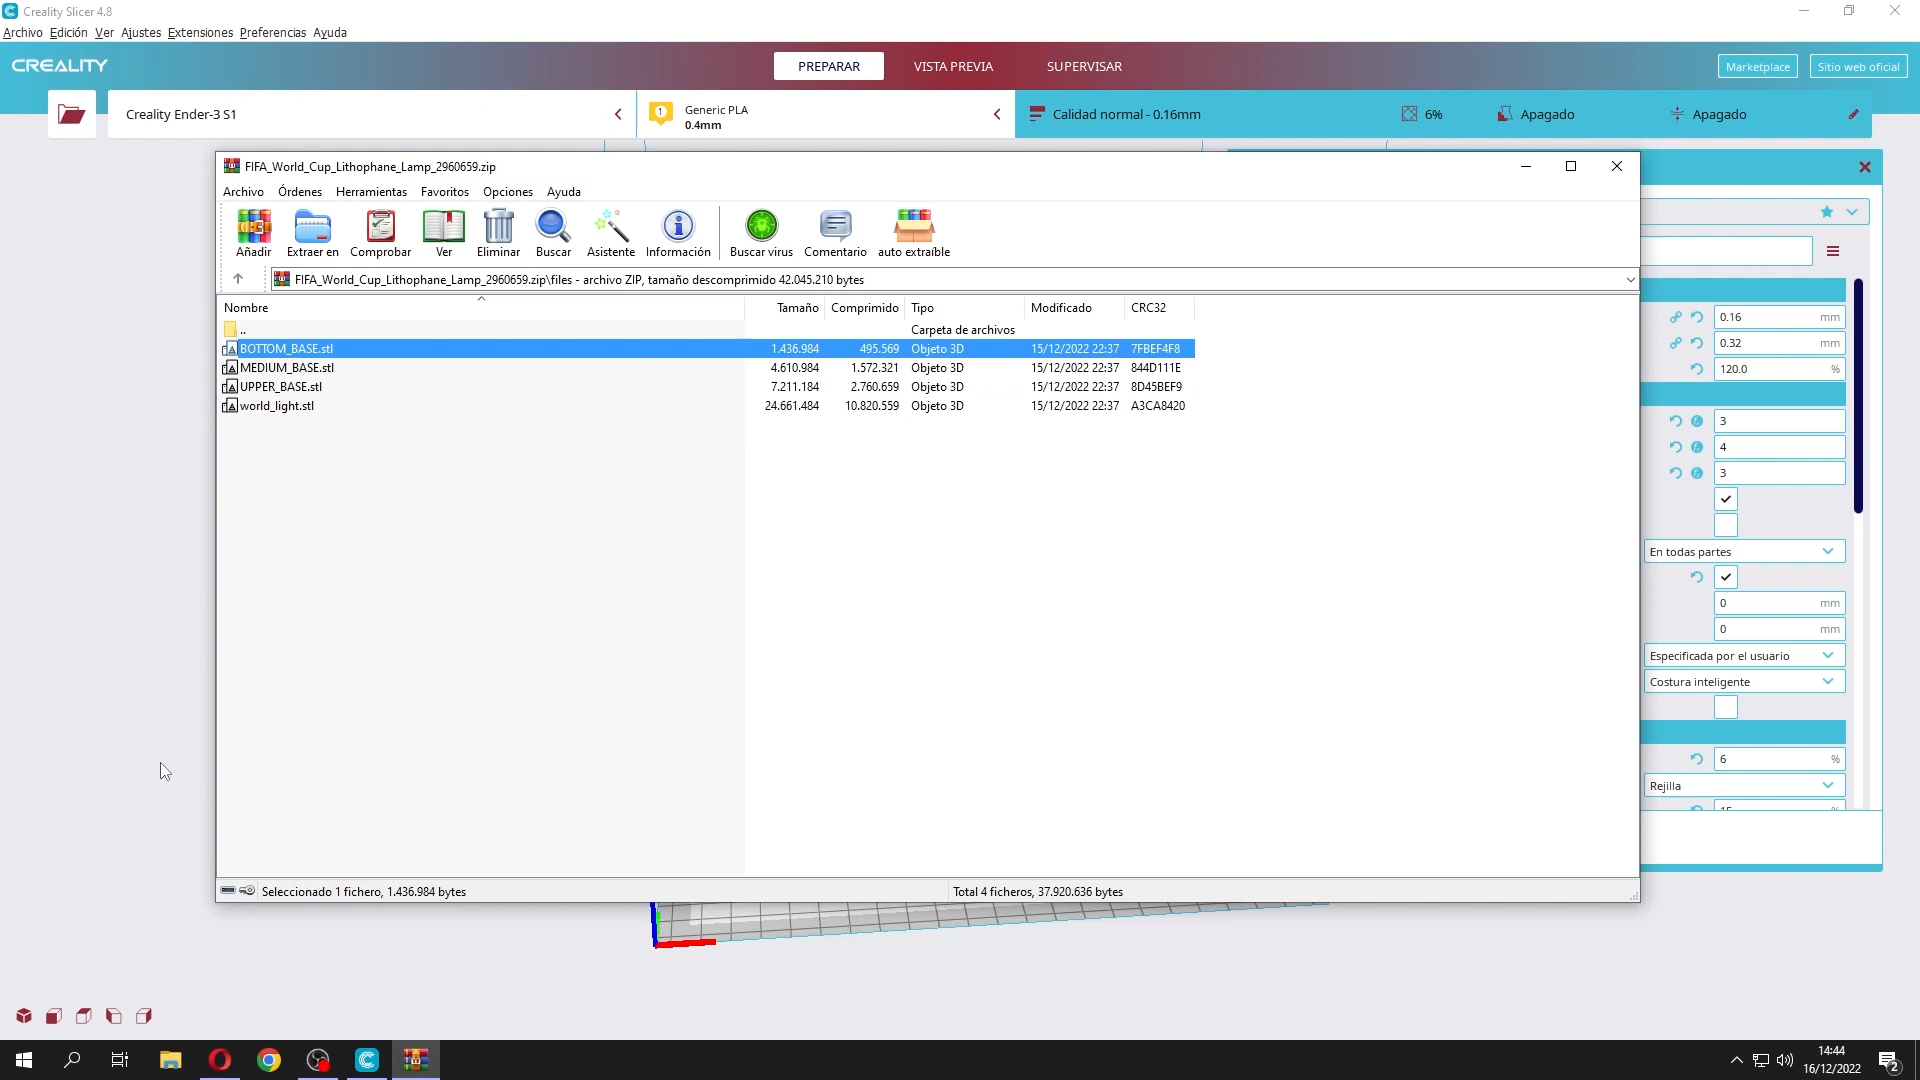 Creality Slicer 4.8
Archivo Edición Ver Ajustes Extensiones Preferencias Ayuda
CREALITY
PREPARAR
VISTA PREVIA
SUPERVISAR
Marketplace
Sitio web oficial
Creality Ender-3 S1
1
Generic PLA
0.4mm
Calidad normal - 0.16mm
6%
Apagado
Apagado
FIFA_World_Cup_Lithophane_Lamp_2960659.zip
Archivo Órdenes Herramientas Favoritos Opciones Ayuda
Añadir
Extraer en
Comprobar
Ver
Eliminar
Buscar
Asistente
Información
Buscar virus
Comentario
auto extraíble
FIFA_World_Cup_Lithophane_Lamp_2960659.zip\files - archivo ZIP, tamaño descomprimido 42.045.210 bytes
Nombre Tamaño Comprimido Tipo Modificado CRC32
.. Carpeta de archivos
BOTTOM_BASE.stl 1.436.984 495.569 Objeto 3D 15/12/2022 22:37 7FBEF4F8
MEDIUM_BASE.stl 4.610.984 1.572.321 Objeto 3D 15/12/2022 22:37 844D111E
UPPER_BASE.stl 7.211.184 2.760.659 Objeto 3D 15/12/2022 22:37 8D45BEF9
world_light.stl 24.661.484 10.820.559 Objeto 3D 15/12/2022 22:37 A3CA8420
0.16 mm
0.32 mm
120.0 %
3
4
3
En todas partes
0 mm
0 mm
Especificada por el usuario
Costura inteligente
6 %
Rejilla
Seleccionado 1 fichero, 1.436.984 bytes
Total 4 ficheros, 37.920.636 bytes
14:44
16/12/2022
2